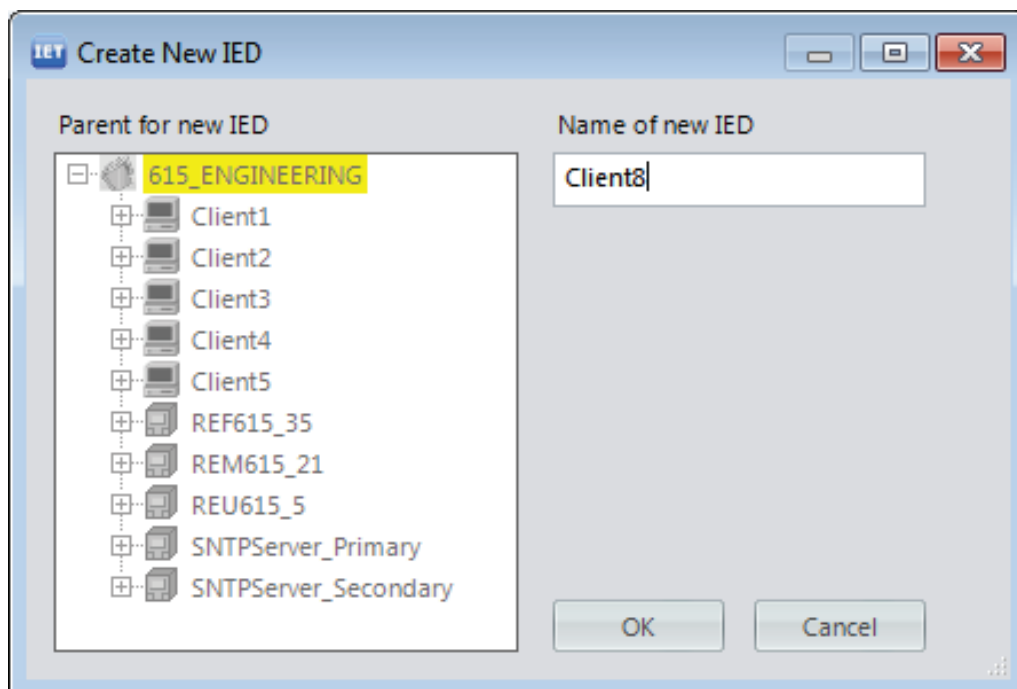 IET Create New IED
Parent for new IED
615_ENGINEERING
Client1
Client2
Client3
Client4
Client5
REF615_35
REM615_21
REU615_5
SNTPServer_Primary
SNTPServer_Secondary
Name of new IED
Client8
OK
Cancel